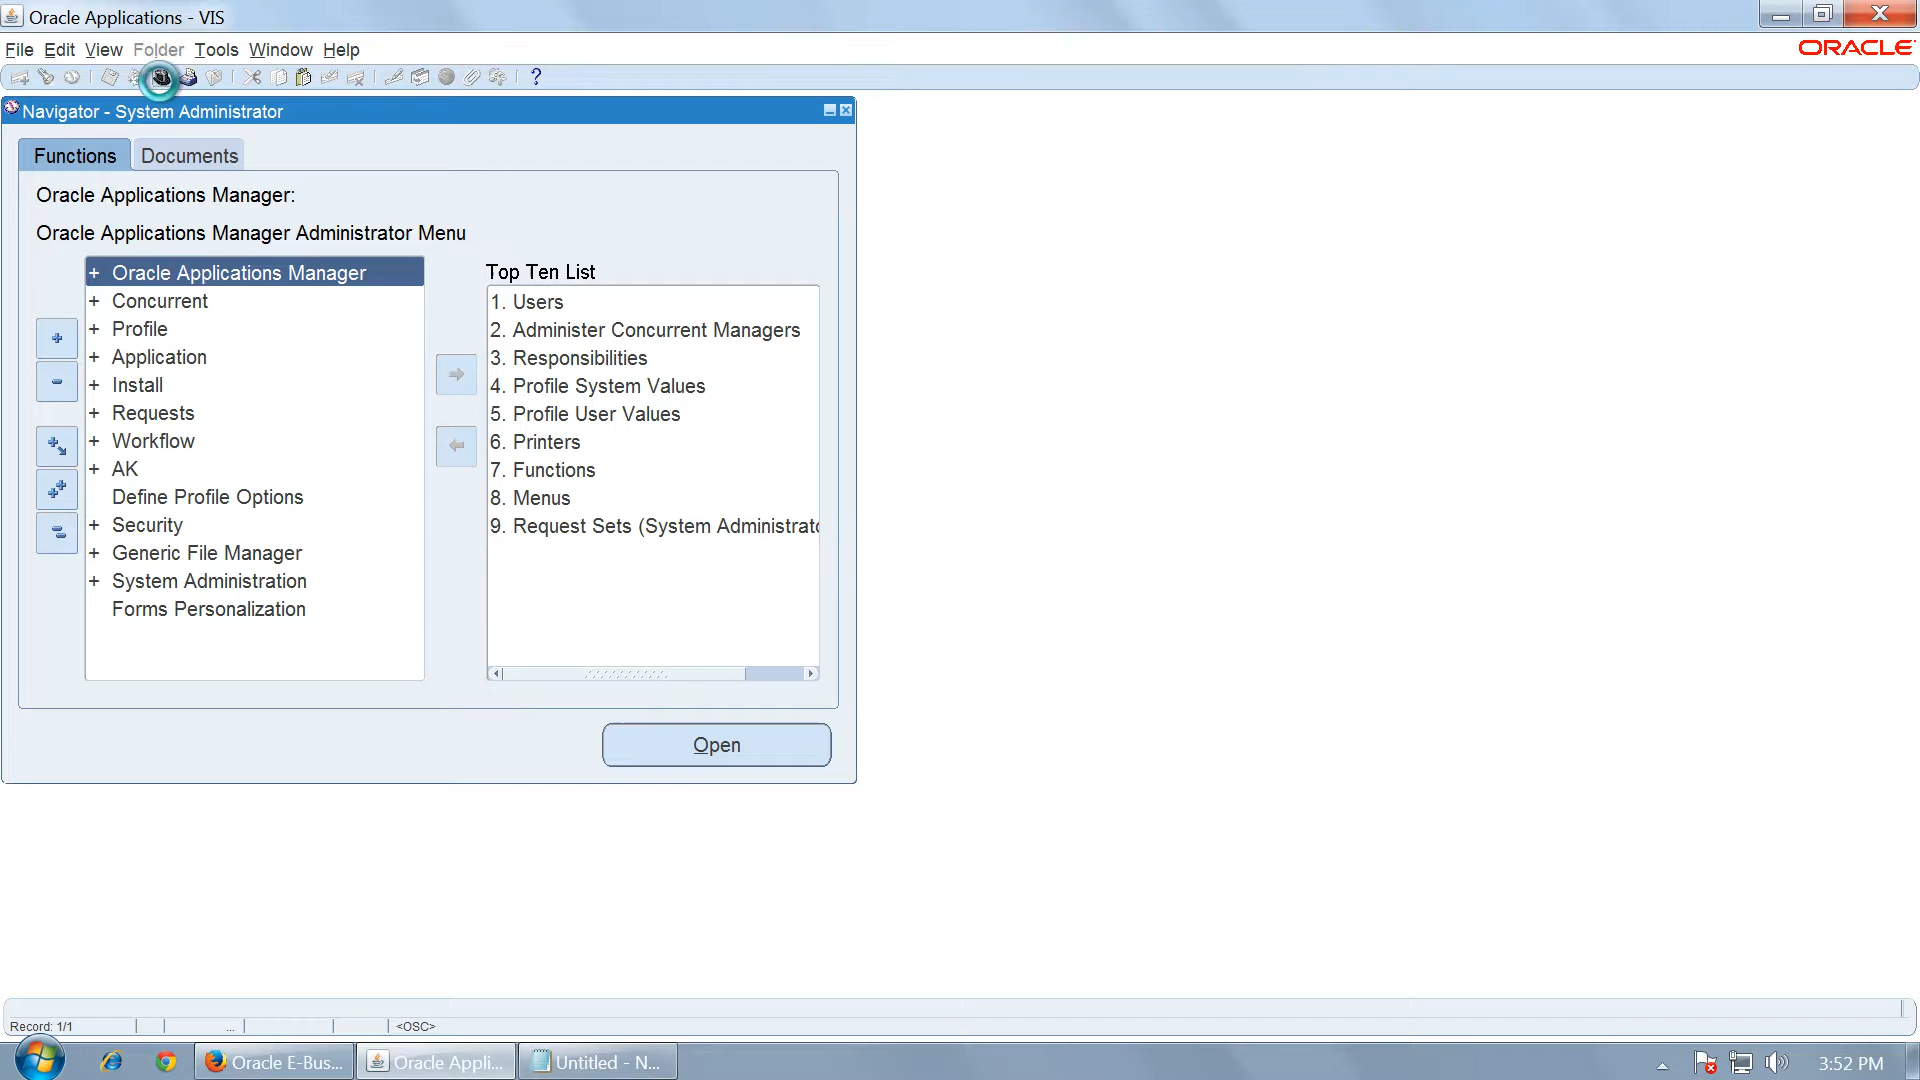 Oracle Applications - VIS
File Edit View Folder Tools Window Help
ORACLE
?
Navigator - System Administrator
Functions Documents
Oracle Applications Manager:
Oracle Applications Manager Administrator Menu
+ Oracle Applications Manager
+ Concurrent
+ Profile
+ Application
+ Install
+ Requests
+ Workflow
+ AK
Define Profile Options
+ Security
+ Generic File Manager
+ System Administration
Forms Personalization
Top Ten List
1. Users
2. Administer Concurrent Managers
3. Responsibilities
4. Profile System Values
5. Profile User Values
6. Printers
7. Functions
8. Menus
9. Request Sets (System Administrato
Open
Record: 1/1 ... <OSC>
Oracle E-Bus... Oracle Appli... Untitled - N... 3:52 PM